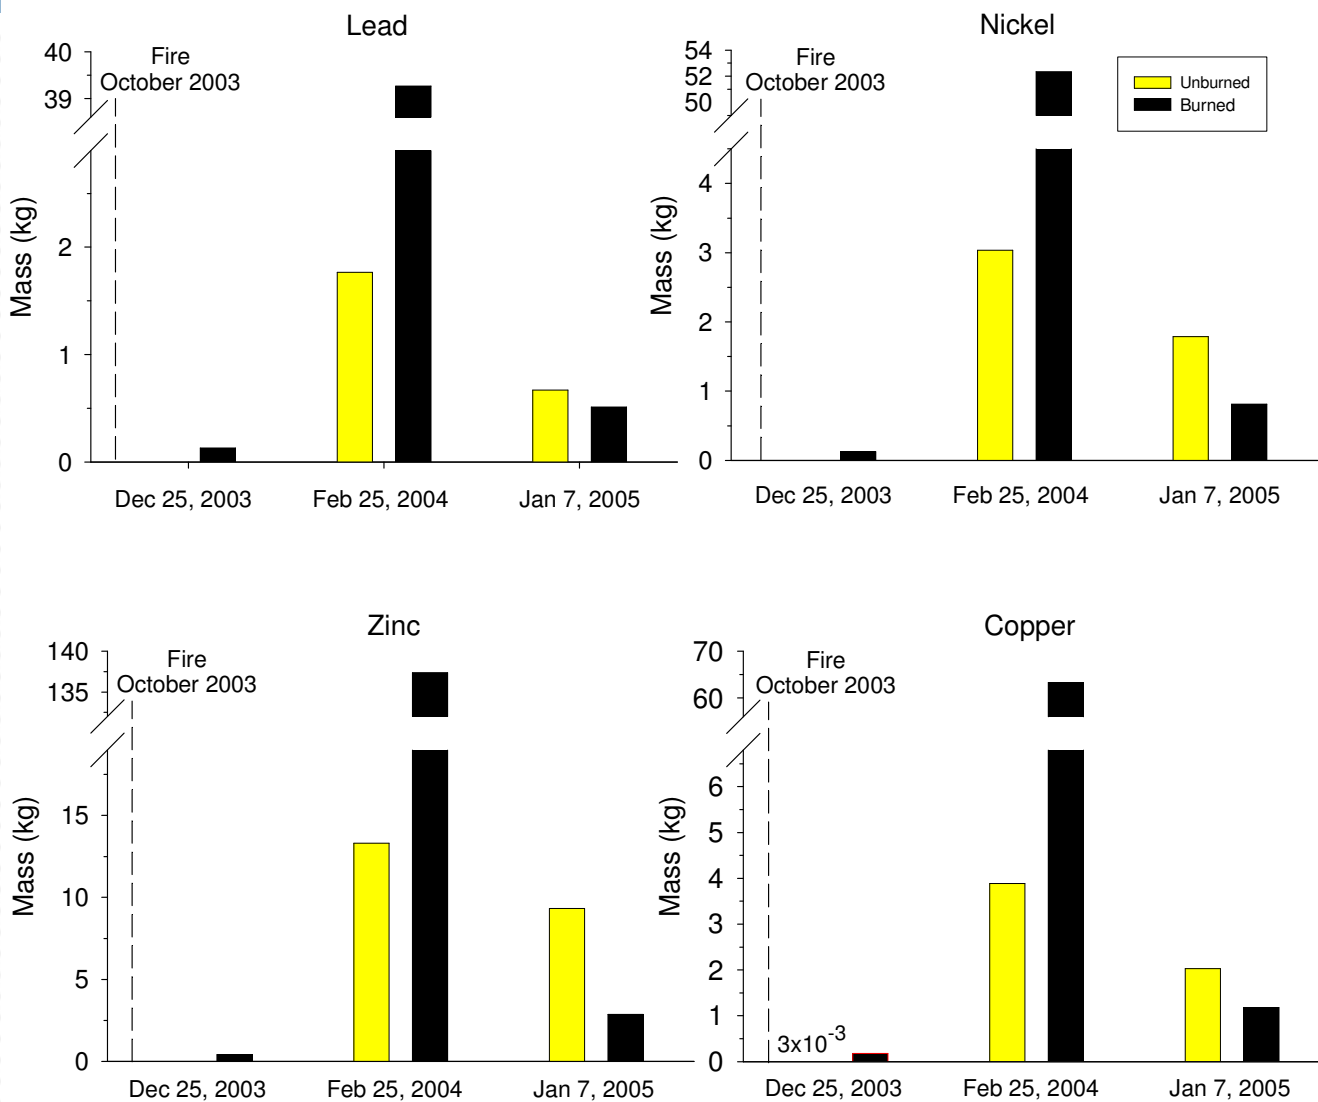 Lead
40
39
2
1
0
Mass (kg)
Fire
October 2003
Dec 25, 2003
Feb 25, 2004
Jan 7, 2005
Nickel
54
52
50
4
3
2
1
0
Mass (kg)
Fire
October 2003
Unburned
Burned
Dec 25, 2003
Feb 25, 2004
Jan 7, 2005
Zinc
140
135
15
10
5
0
Mass (kg)
Fire
October 2003
Dec 25, 2003
Feb 25, 2004
Jan 7, 2005
Copper
70
60
6
5
4
3
2
1
0
Mass (kg)
Fire
October 2003
3x10⁻³
Dec 25, 2003
Feb 25, 2004
Jan 7, 2005